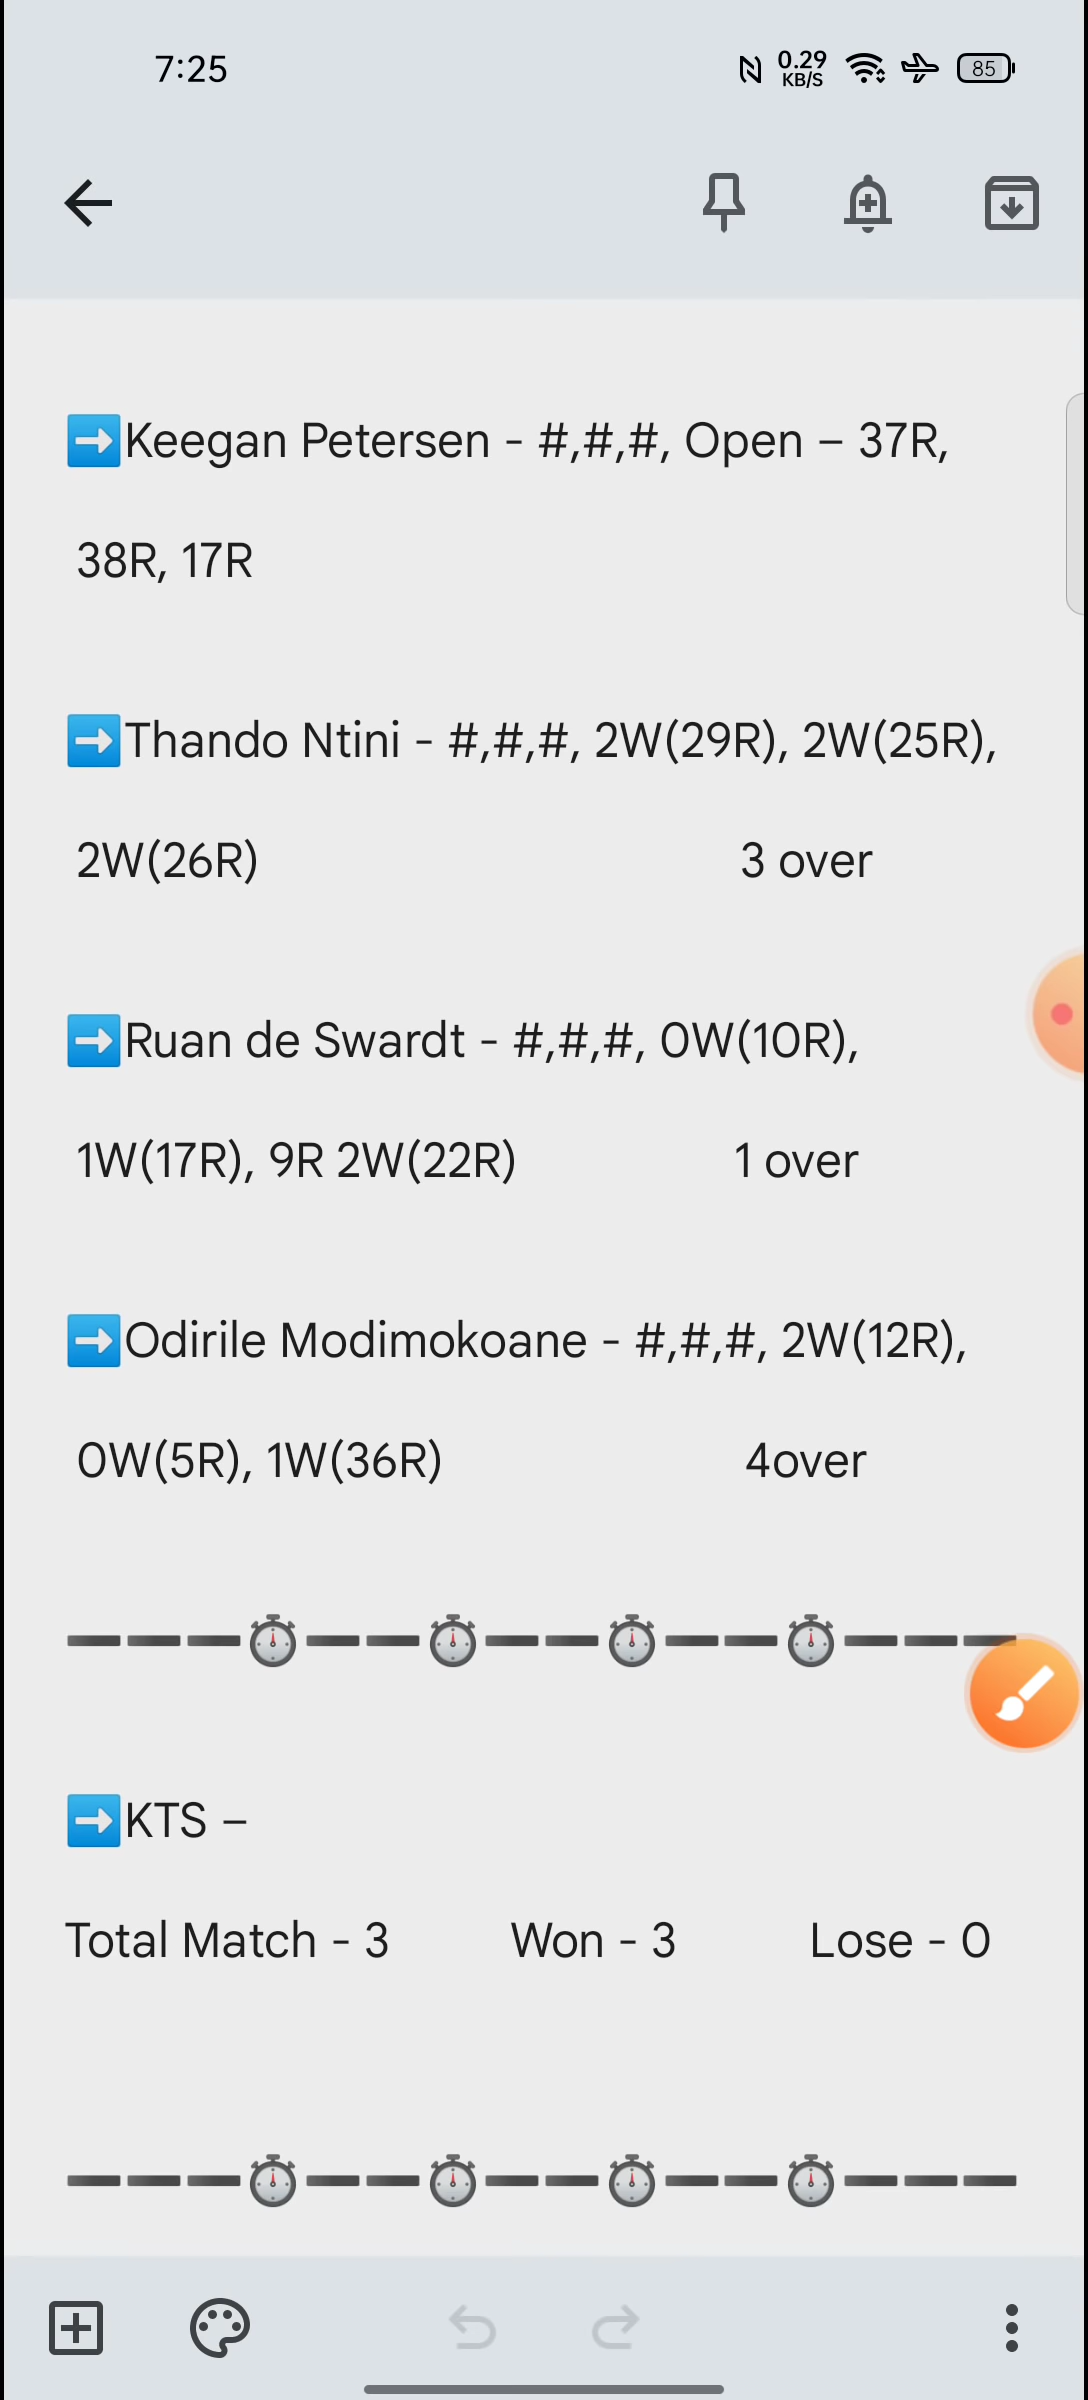 7:25
0.29
KB/S
85
➡️Keegan Petersen - #,#,#, Open – 37R,
38R, 17R
➡️Thando Ntini - #,#,#, 2W(29R), 2W(25R),
2W(26R) 3 over
➡️Ruan de Swardt - #,#,#, 0W(10R),
1W(17R), 9R 2W(22R) 1 over
➡️Odirile Modimokoane - #,#,#, 2W(12R),
0W(5R), 1W(36R) 4over
➡️KTS –
Total Match - 3 Won - 3 Lose - 0